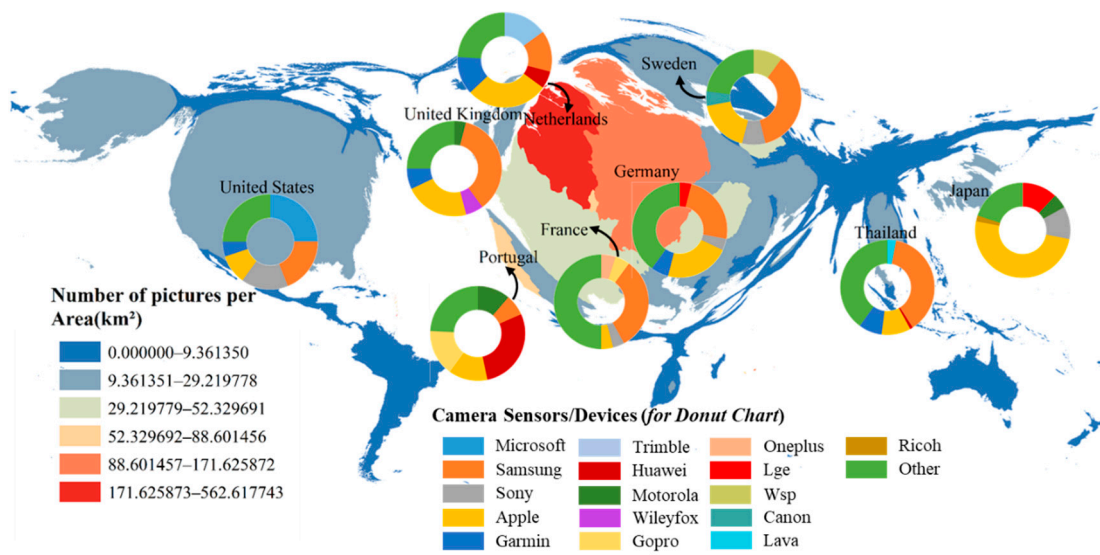 Sweden
United Kingdom
Netherlands
United States
Germany
Japan
France
Thailand
Portugal
Number of pictures per
Area(km²)
0.000000–9.361350
9.361351–29.219778
29.219779–52.329691
52.329692–88.601456
88.601457–171.625872
171.625873–562.617743
Camera Sensors/Devices (for Donut Chart)
Microsoft
Samsung
Sony
Apple
Garmin
Trimble
Huawei
Motorola
Wileyfox
Gopro
Oneplus
Lge
Wsp
Canon
Lava
Ricoh
Other